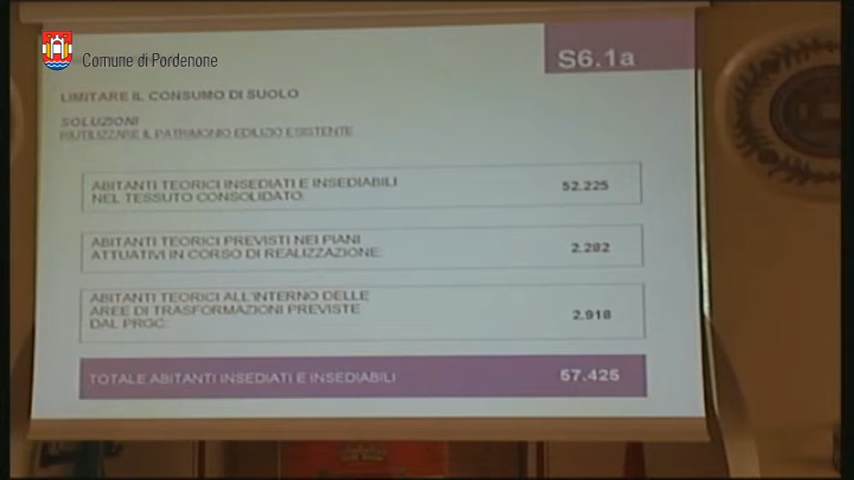 Comune di Pordenone
S6.1a
LIMITARE IL CONSUMO DI SUOLO
SOLUZIONI
RIUTILIZZARE IL PATRIMONIO EDILIZIO ESISTENTE
ABITANTI TEORICI INSEDIATI E INSEDIABILI
NEL TESSUTO CONSOLIDATO:
52.225
ABITANTI TEORICI PREVISTI NEI PIANI
ATTUATIVI IN CORSO DI REALIZZAZIONE:
2.282
ABITANTI TEORICI ALL'INTERNO DELLE
AREE DI TRASFORMAZIONI PREVISTE
DAL PRGC:
2.918
TOTALE ABITANTI INSEDIATI E INSEDIABILI
57.425